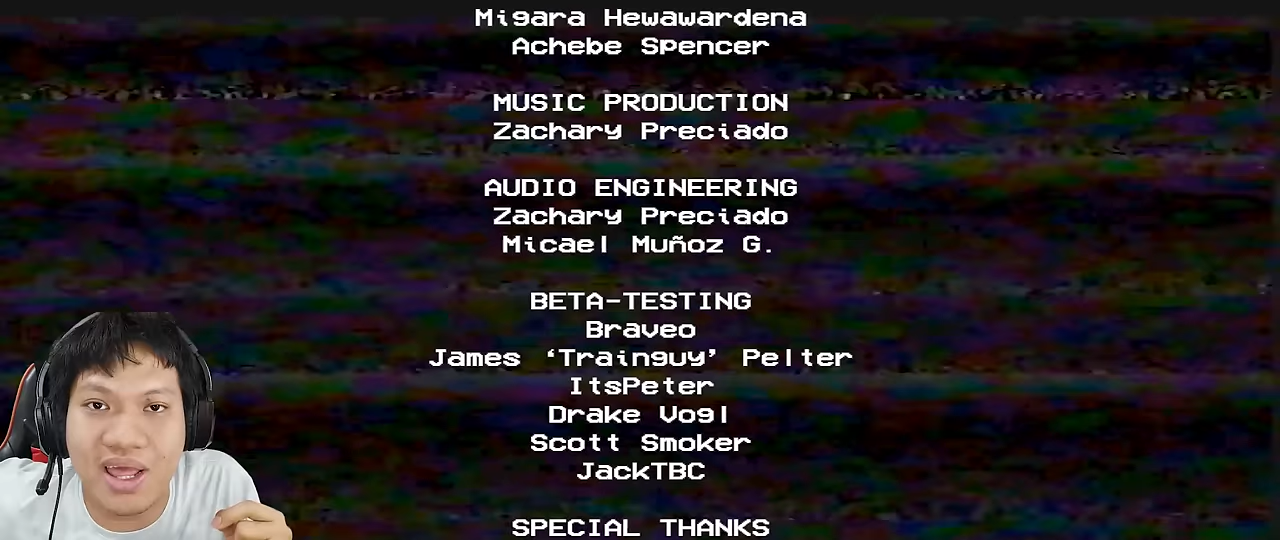 Migara Hewawardena
Achebe Spencer
MUSIC PRODUCTION
Zachary Preciado
AUDIO ENGINEERING
Zachary Preciado
Micael Muñoz G.
BETA-TESTING
Braveo
James ‘Trainguy’ Pelter
ItsPeter
Drake Vogl
Scott Smoker
JackTBC
SPECIAL THANKS